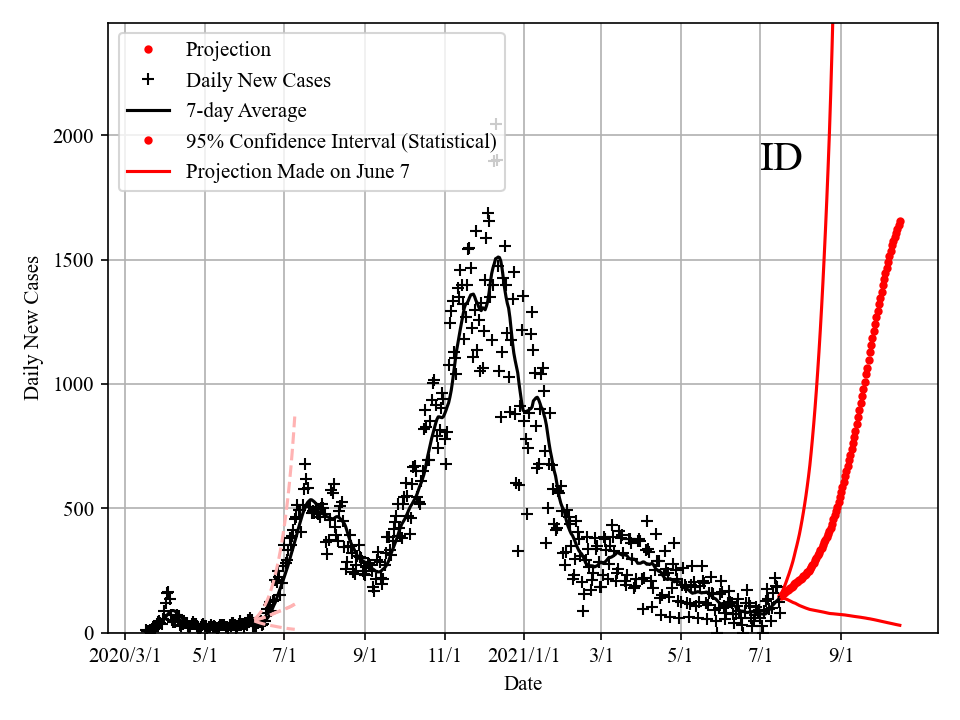 Projection
Daily New Cases
7-day Average
95% Confidence Interval (Statistical)
Projection Made on June 7
ID
2000
1500
1000
500
0
Daily New Cases
2020/3/1 5/1 7/1 9/1 11/1 2021/1/1 3/1 5/1 7/1 9/1
Date